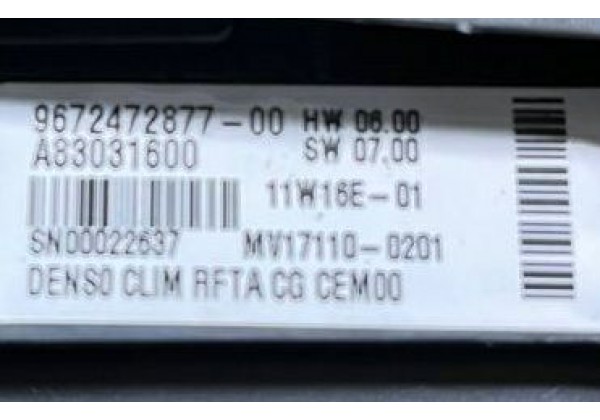 9672472877-00 HW 06.00
A83031600 SW 07.00
11W16E-01
SN00022637 MV17110-0201
DENSO CLIM RFTA CG CEM00